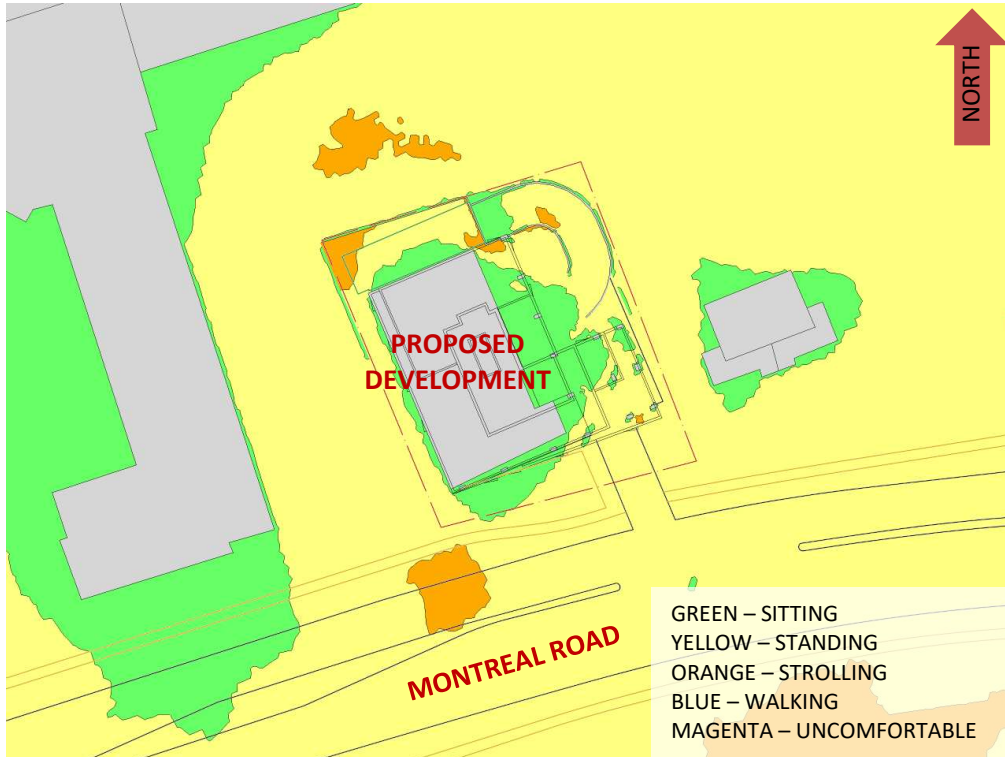 NORTH
PROPOSED
DEVELOPMENT
MONTREAL ROAD
GREEN – SITTING
YELLOW – STANDING
ORANGE – STROLLING
BLUE – WALKING
MAGENTA – UNCOMFORTABLE